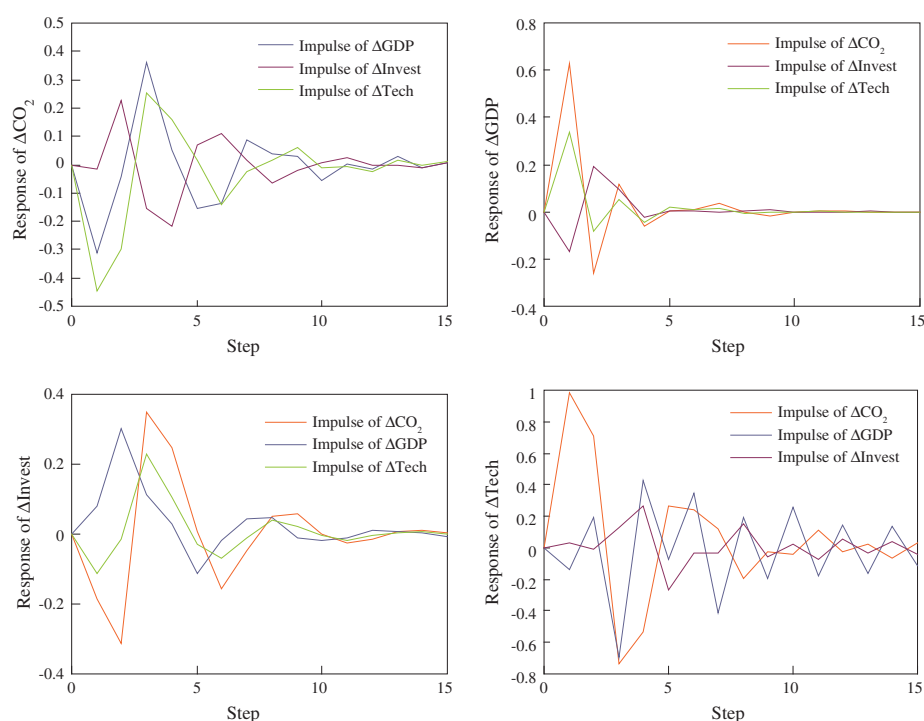 0.5
0.4
0.3
0.2
0.1
0
-0.1
-0.2
-0.3
-0.4
-0.5
Response of ΔCO₂
Impulse of ΔGDP
Impulse of ΔInvest
Impulse of ΔTech
0 5 10 15
Step
0.8
0.6
0.4
0.2
0
-0.2
-0.4
Response of ΔGDP
Impulse of ΔCO₂
Impulse of ΔInvest
Impulse of ΔTech
0 5 10 15
Step
0.4
0.2
0
-0.2
-0.4
Response of ΔInvest
Impulse of ΔCO₂
Impulse of ΔGDP
Impulse of ΔTech
0 5 10 15
Step
1
0.8
0.6
0.4
0.2
0
-0.2
-0.4
-0.6
-0.8
Response of ΔTech
Impulse of ΔCO₂
Impulse of ΔGDP
Impulse of ΔInvest
0 5 10 15
Step